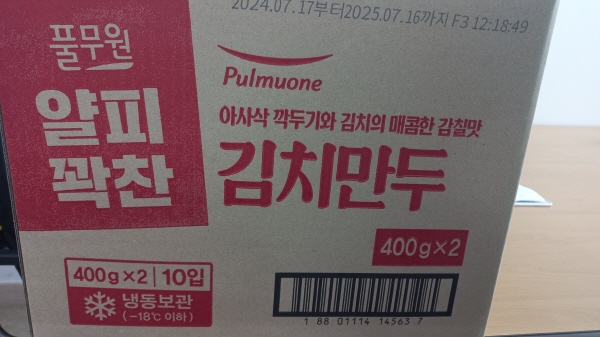 2024.07.17부터2025.07.16까지 F3 12:18:49
풀무원
Pulmuone
얄피
꽉찬
아사삭 깍두기와 김치의 매콤한 감칠맛
김치만두
400g×2
400g×2 | 10입
냉동보관
(-18℃ 이하)
1 88 01114 14563 7